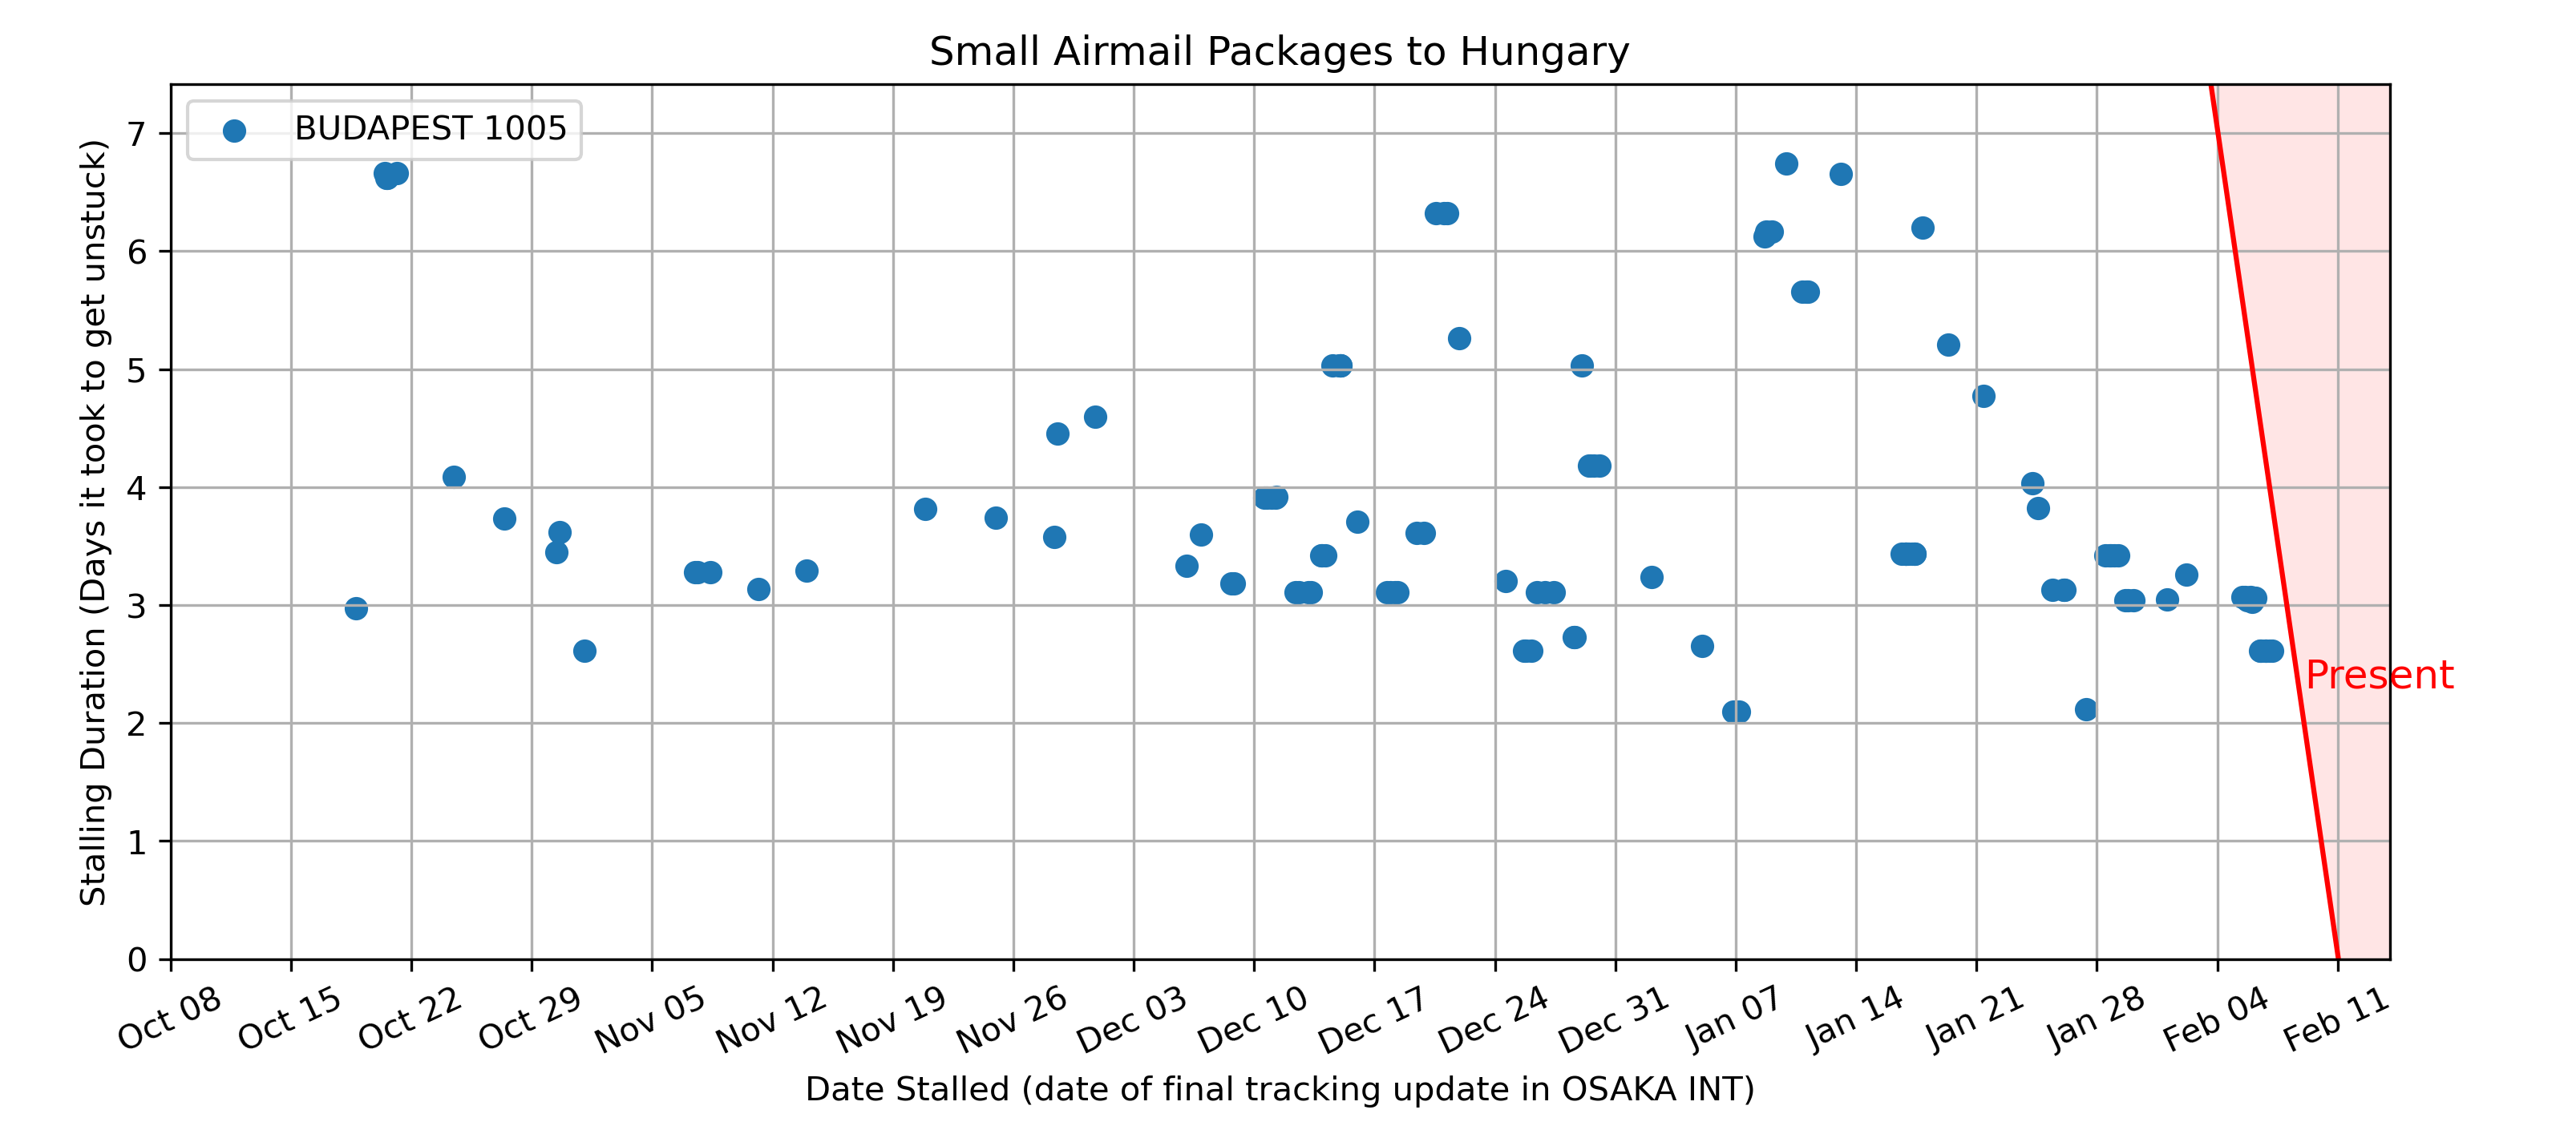 Small Airmail Packages to Hungary
BUDAPEST 1005
Stalling Duration (Days it took to get unstuck)
7
6
5
4
3
2
1
0
Present
Oct 08
Oct 15
Oct 22
Oct 29
Nov 05
Nov 12
Nov 19
Nov 26
Dec 03
Dec 10
Dec 17
Dec 24
Dec 31
Jan 07
Jan 14
Jan 21
Jan 28
Feb 04
Feb 11
Date Stalled (date of final tracking update in OSAKA INT)